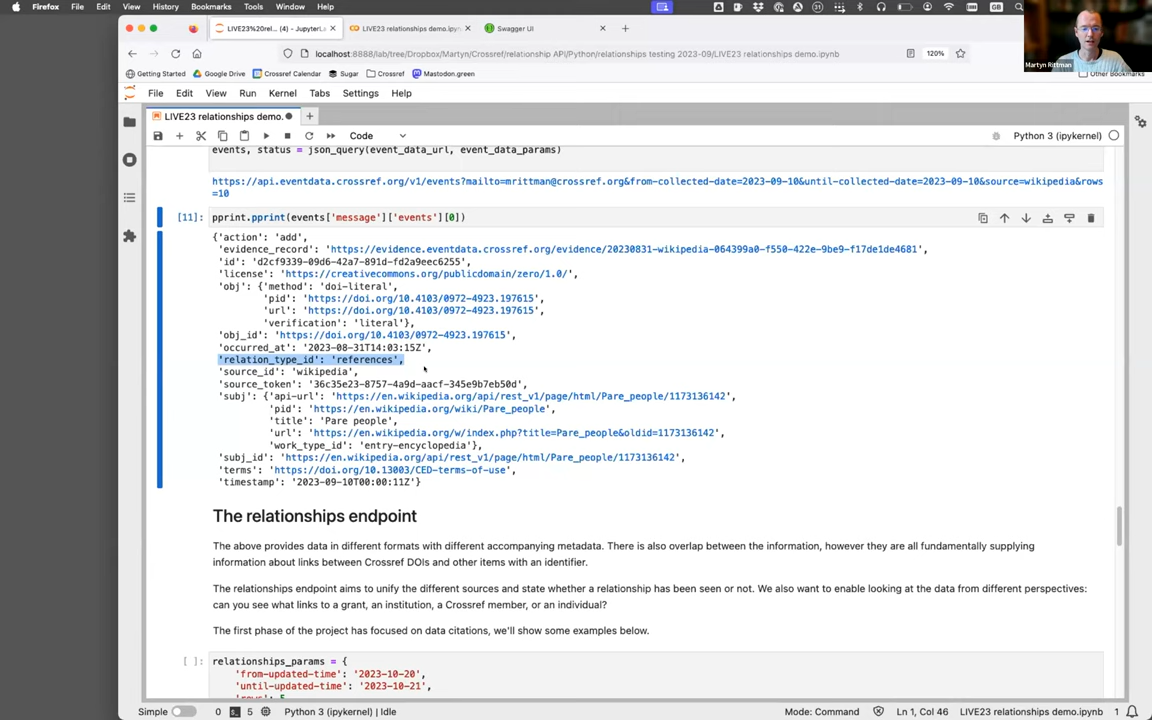 Firefox File Edit View History Bookmarks Tools Window Help
LIVE23%20rel... (4) - JupyterL LIVE23 relationships demo.ipyn Swagger UI
localhost:8888/lab/tree/Dropbox/Martyn/Crossref/relationship API/Python/relationships testing 2023-09/LIVE23 relationships demo.ipynb 120%
Martyn Rittman
Getting Started Google Drive Crossref Calendar Sugar Crossref Mastodon.green Other Bookmarks
File Edit View Run Kernel Tabs Settings Help
LIVE23 relationships demo.
Code Python 3 (ipykernel)
events, status = json_query(event_data_url, event_data_params)
https://api.eventdata.crossref.org/v1/events?mailto=mrittman@crossref.org&from-collected-date=2023-09-10&until-collected-date=2023-09-10&source=wikipedia&rows
=10
[11]: pprint.pprint(events['message']['events'][0])
{'action': 'add',
'evidence_record': 'https://evidence.eventdata.crossref.org/evidence/20230831-wikipedia-064399a0-f550-422e-9be9-f17de1de4681',
'id': 'd2cf9339-09d6-42a7-891d-fd2a9eec6255',
'license': 'https://creativecommons.org/publicdomain/zero/1.0/',
'obj': {'method': 'doi-literal',
'pid': 'https://doi.org/10.4103/0972-4923.197615',
'url': 'https://doi.org/10.4103/0972-4923.197615',
'verification': 'literal'},
'obj_id': 'https://doi.org/10.4103/0972-4923.197615',
'occurred_at': '2023-08-31T14:03:15Z',
'relation_type_id': 'references',
'source_id': 'wikipedia',
'source_token': '36c35e23-8757-4a9d-aacf-345e9b7eb50d',
'subj': {'api-url': 'https://en.wikipedia.org/api/rest_v1/page/html/Pare_people/1173136142',
'pid': 'https://en.wikipedia.org/wiki/Pare_people',
'title': 'Pare people',
'url': 'https://en.wikipedia.org/w/index.php?title=Pare_people&oldid=1173136142',
'work_type_id': 'entry-encyclopedia'},
'subj_id': 'https://en.wikipedia.org/api/rest_v1/page/html/Pare_people/1173136142',
'terms': 'https://doi.org/10.13003/CED-terms-of-use',
'timestamp': '2023-09-10T00:00:11Z'}
The relationships endpoint
The above provides data in different formats with different accompanying metadata. There is also overlap between the information, however they are all fundamentally supplying
information about links between Crossref DOIs and other items with an identifier.
The relationships endpoint aims to unify the different sources and state whether a relationship has been seen or not. We also want to enable looking at the data from different perspectives:
can you see what links to a grant, an institution, a Crossref member, or an individual?
The first phase of the project has focused on data citations, we'll show some examples below.
[ ]: relationships_params = {
'from-updated-time': '2023-10-20',
'until-updated-time': '2023-10-21',
'rows': 5
Simple 0 5 Python 3 (ipykernel) | Idle Mode: Command Ln 1, Col 46 LIVE23 relationships demo.ipynb 1